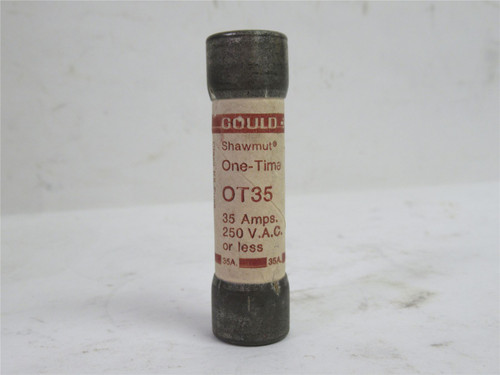 GOULD
Shawmut®
One-Time
OT35
35 Amps.
250 V.A.C.
or less
35A. 35A.